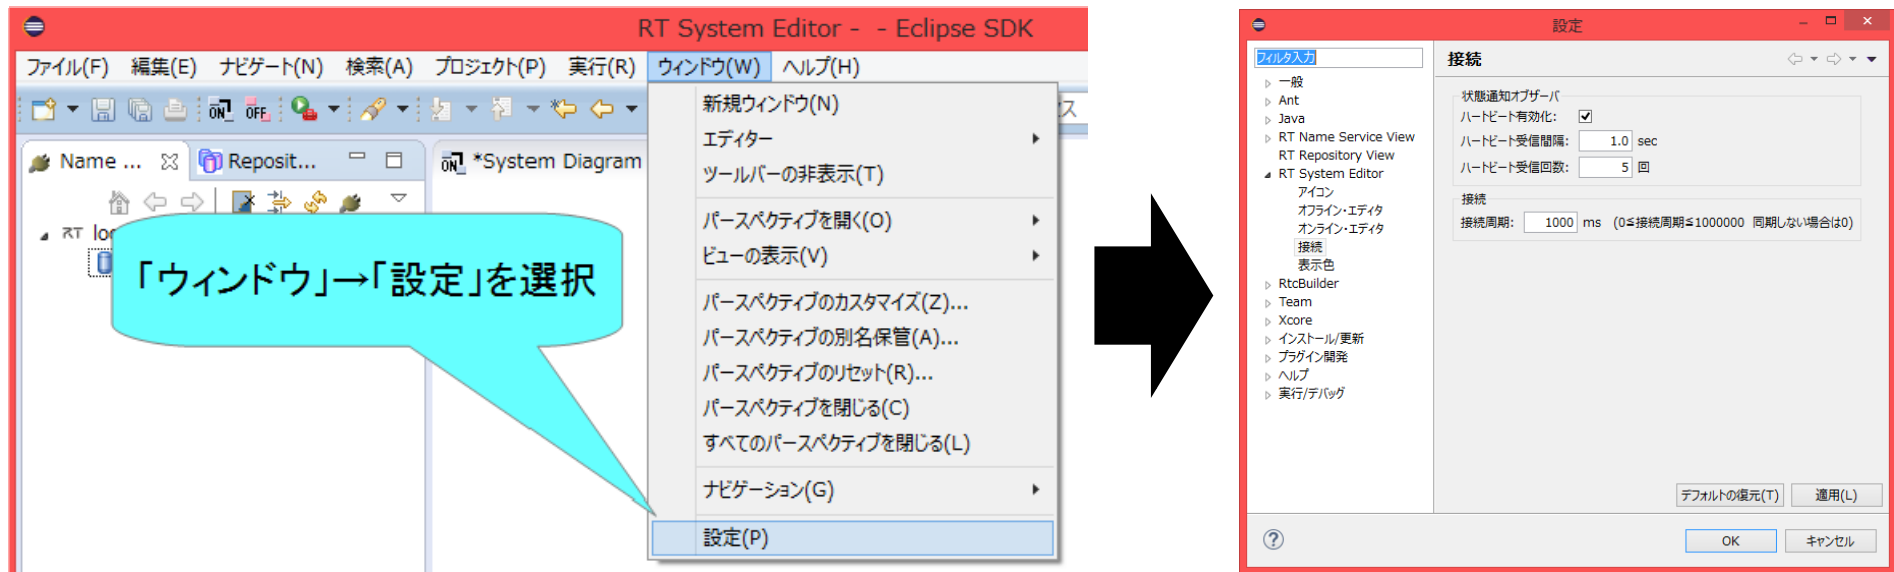 RT System Editor - - Eclipse SDK
ファイル(F) 編集(E) ナビゲート(N) 検索(A) プロジェクト(P) 実行(R) ウィンドウ(W) ヘルプ(H)
ON OFF
ス
Name ... Reposit... ON *System Diagram
RT
「ウィンドウ」→「設定」を選択
新規ウィンドウ(N)
エディター
ツールバーの非表示(T)
パースペクティブを開く(O)
ビューの表示(V)
パースペクティブのカスタマイズ(Z)...
パースペクティブの別名保管(A)...
パースペクティブのリセット(R)...
パースペクティブを閉じる(C)
すべてのパースペクティブを閉じる(L)
ナビゲーション(G)
設定(P)
設定
フィルタ入力
一般
Ant
Java
RT Name Service View
RT Repository View
RT System Editor
アイコン
オフライン・エディタ
オンライン・エディタ
接続
表示色
RtcBuilder
Team
Xcore
インストール/更新
プラグイン開発
ヘルプ
実行/デバッグ
接続
状態通知オブザーバ
ハートビート有効化:
ハートビート受信間隔: 1.0 sec
ハートビート受信回数: 5 回
接続
接続周期: 1000 ms (0≦接続周期≦1000000 同期しない場合は0)
デフォルトの復元(T) 適用(L)
OK キャンセル